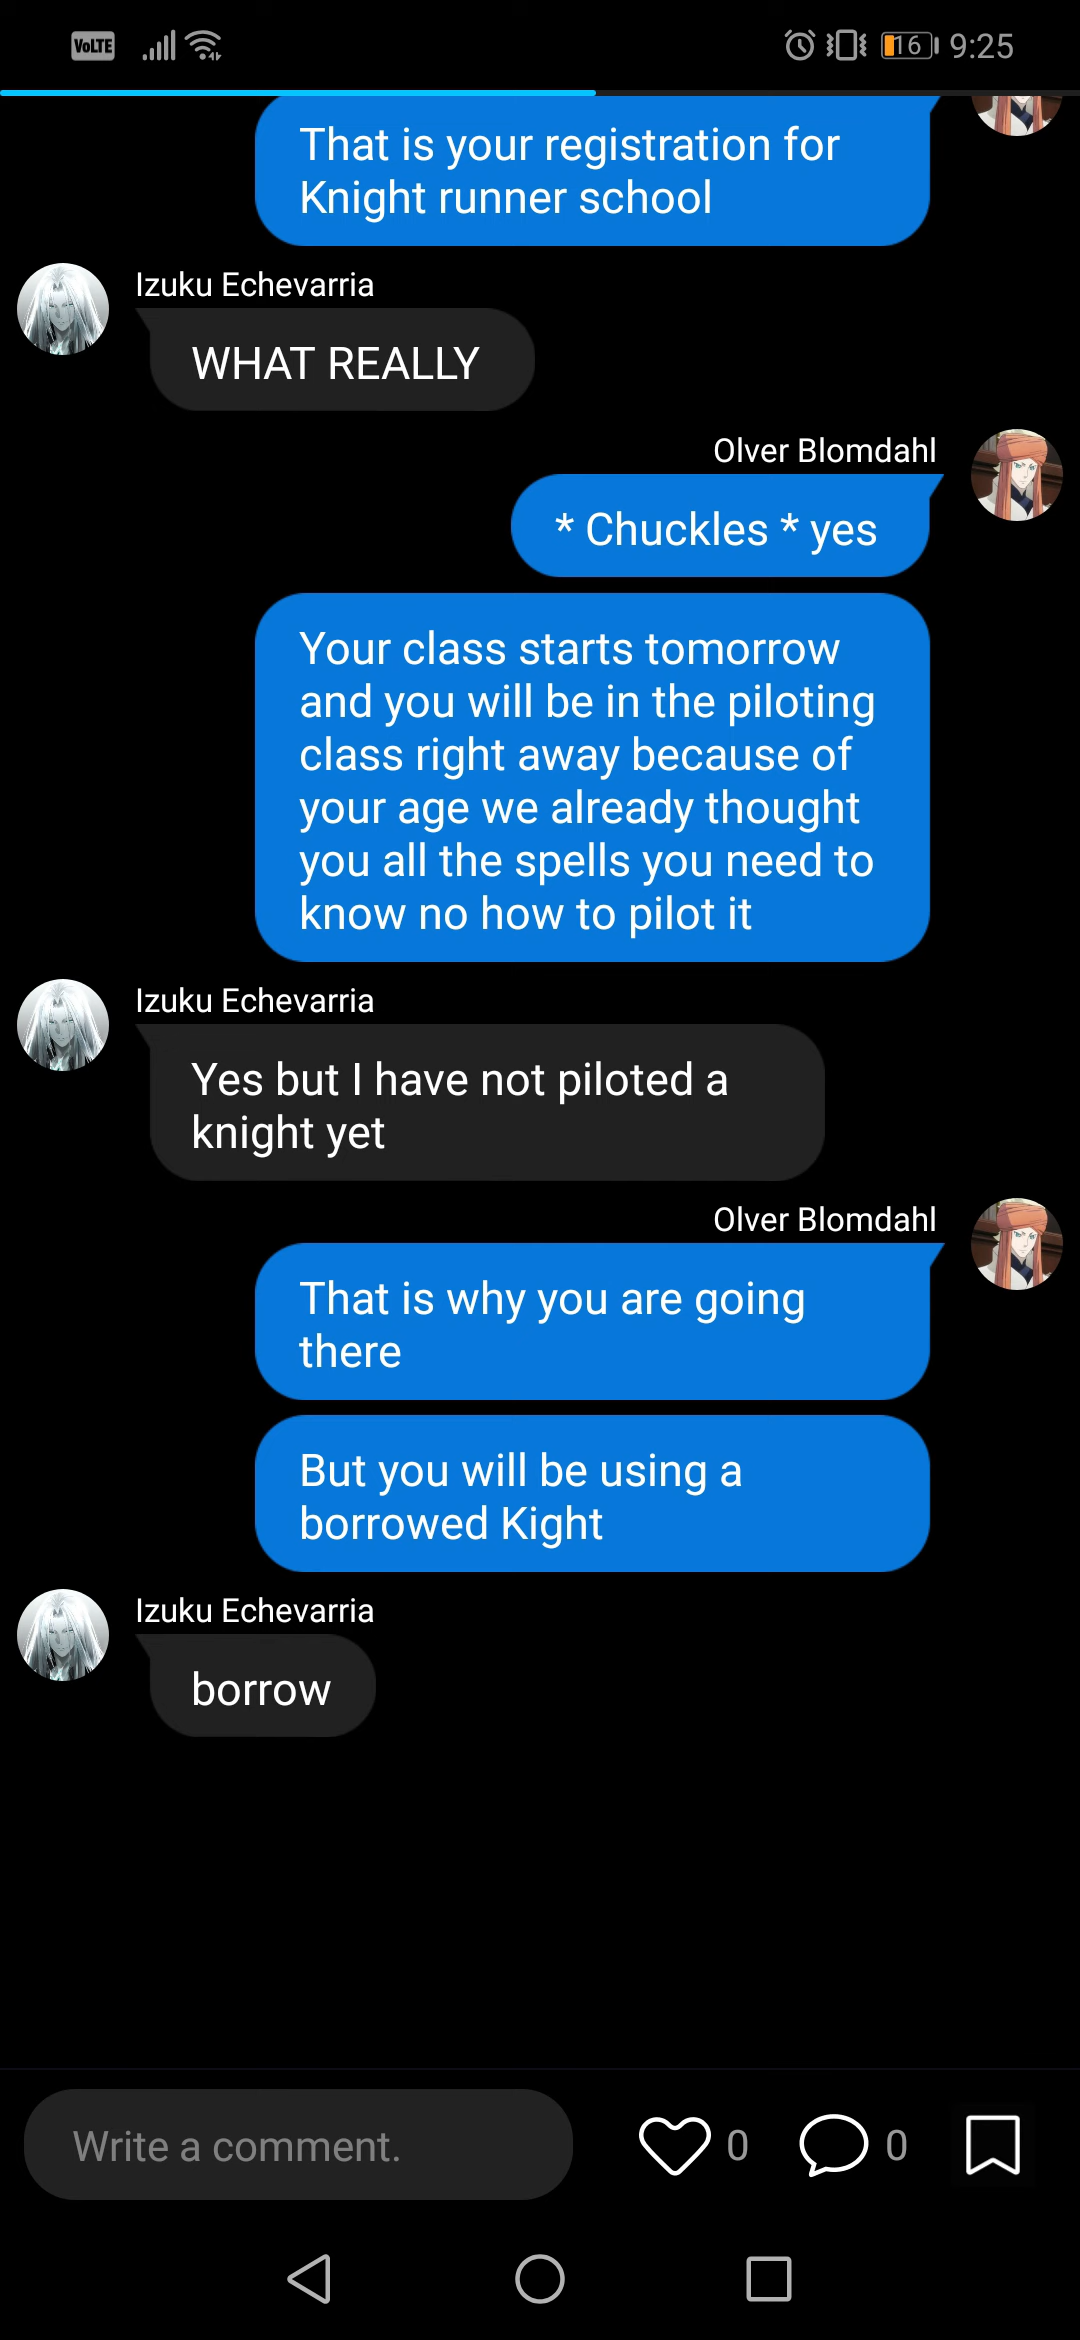 VoLTE 16 9:25
That is your registration for
Knight runner school
Izuku Echevarria
WHAT REALLY
Olver Blomdahl
* Chuckles * yes
Your class starts tomorrow
and you will be in the piloting
class right away because of
your age we already thought
you all the spells you need to
know no how to pilot it
Izuku Echevarria
Yes but I have not piloted a
knight yet
Olver Blomdahl
That is why you are going
there
But you will be using a
borrowed Kight
Izuku Echevarria
borrow
Write a comment. 0 0